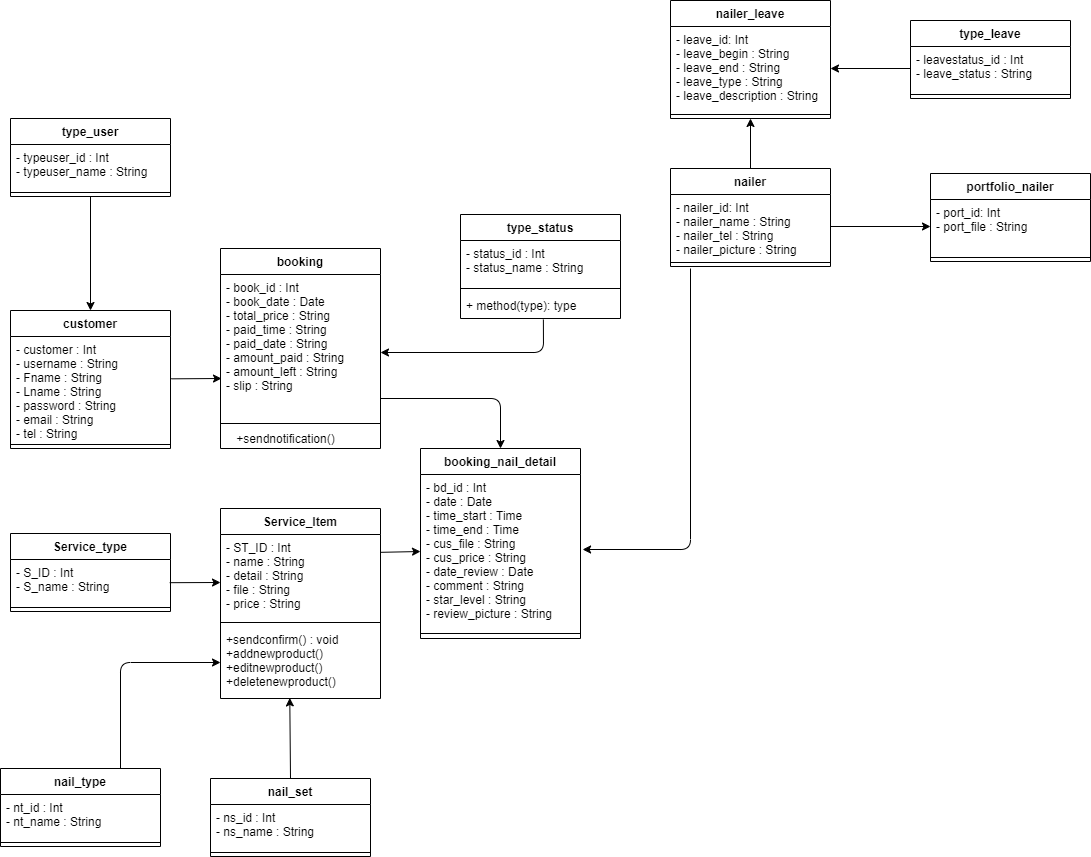 nailer_leave
- leave_id: Int
- leave_begin : String
- leave_end : String
- leave_type : String
- leave_description : String
type_leave
- leavestatus_id : Int
- leave_status : String
type_user
- typeuser_id : Int
- typeuser_name : String
nailer
- nailer_id: Int
- nailer_name : String
- nailer_tel : String
- nailer_picture : String
portfolio_nailer
- port_id: Int
- port_file : String
type_status
- status_id : Int
- status_name : String
+ method(type): type
booking
- book_id : Int
- book_date : Date
- total_price : String
- paid_time : String
- paid_date : String
- amount_paid : String
- amount_left : String
- slip : String
+sendnotification()
customer
- customer : Int
- username : String
- Fname : String
- Lname : String
- password : String
- email : String
- tel : String
booking_nail_detail
- bd_id : Int
- date : Date
- time_start : Time
- time_end : Time
- cus_file : String
- cus_price : String
- date_review : Date
- comment : String
- star_level : String
- review_picture : String
Service_Item
- ST_ID : Int
- name : String
- detail : String
- file : String
- price : String
+sendconfirm() : void
+addnewproduct()
+editnewproduct()
+deletenewproduct()
Service_type
- S_ID : Int
- S_name : String
nail_type
- nt_id : Int
- nt_name : String
nail_set
- ns_id : Int
- ns_name : String